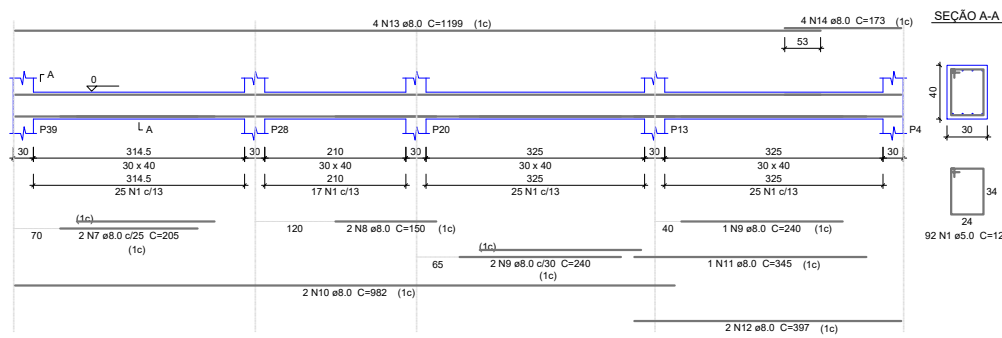 4 N13 ø8.0 C=1199 (1c)
4 N14 ø8.0 C=173 (1c)
SEÇÃO A-A
53
A
0
40
30
P39
A
P28
P20
P13
P4
30
314.5
30
210
30
325
30
325
30
30 x 40
30 x 40
30 x 40
30 x 40
314.5
210
325
325
25 N1 c/13
17 N1 c/13
25 N1 c/13
25 N1 c/13
34
24
92 N1 ø5.0 C=12
(1c)
70
2 N7 ø8.0 c/25 C=205
(1c)
120
2 N8 ø8.0 C=150 (1c)
40
1 N9 ø8.0 C=240 (1c)
(1c)
65
2 N9 ø8.0 c/30 C=240
(1c)
1 N11 ø8.0 C=345 (1c)
2 N10 ø8.0 C=982 (1c)
2 N12 ø8.0 C=397 (1c)